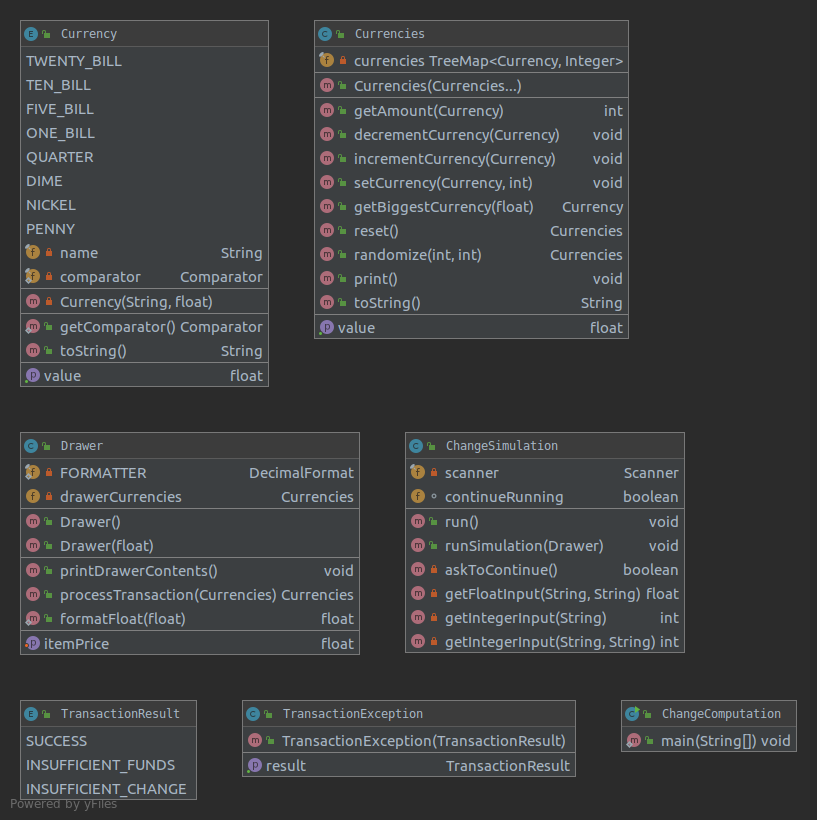 Currency
TWENTY_BILL
TEN_BILL
FIVE_BILL
ONE_BILL
QUARTER
DIME
NICKEL
PENNY
name String
comparator Comparator
Currency(String, float)
getComparator() Comparator
toString() String
value float
Currencies
currencies TreeMap<Currency, Integer>
Currencies(Currencies...)
getAmount(Currency) int
decrementCurrency(Currency) void
incrementCurrency(Currency) void
setCurrency(Currency, int) void
getBiggestCurrency(float) Currency
reset() Currencies
randomize(int, int) Currencies
print() void
toString() String
value float
Drawer
FORMATTER DecimalFormat
drawerCurrencies Currencies
Drawer()
Drawer(float)
printDrawerContents() void
processTransaction(Currencies) Currencies
formatFloat(float) float
itemPrice float
ChangeSimulation
scanner Scanner
continueRunning boolean
run() void
runSimulation(Drawer) void
askToContinue() boolean
getFloatInput(String, String) float
getIntegerInput(String) int
getIntegerInput(String, String) int
TransactionResult
SUCCESS
INSUFFICIENT_FUNDS
INSUFFICIENT_CHANGE
TransactionException
TransactionException(TransactionResult)
result TransactionResult
ChangeComputation
main(String[]) void
Powered by yFiles